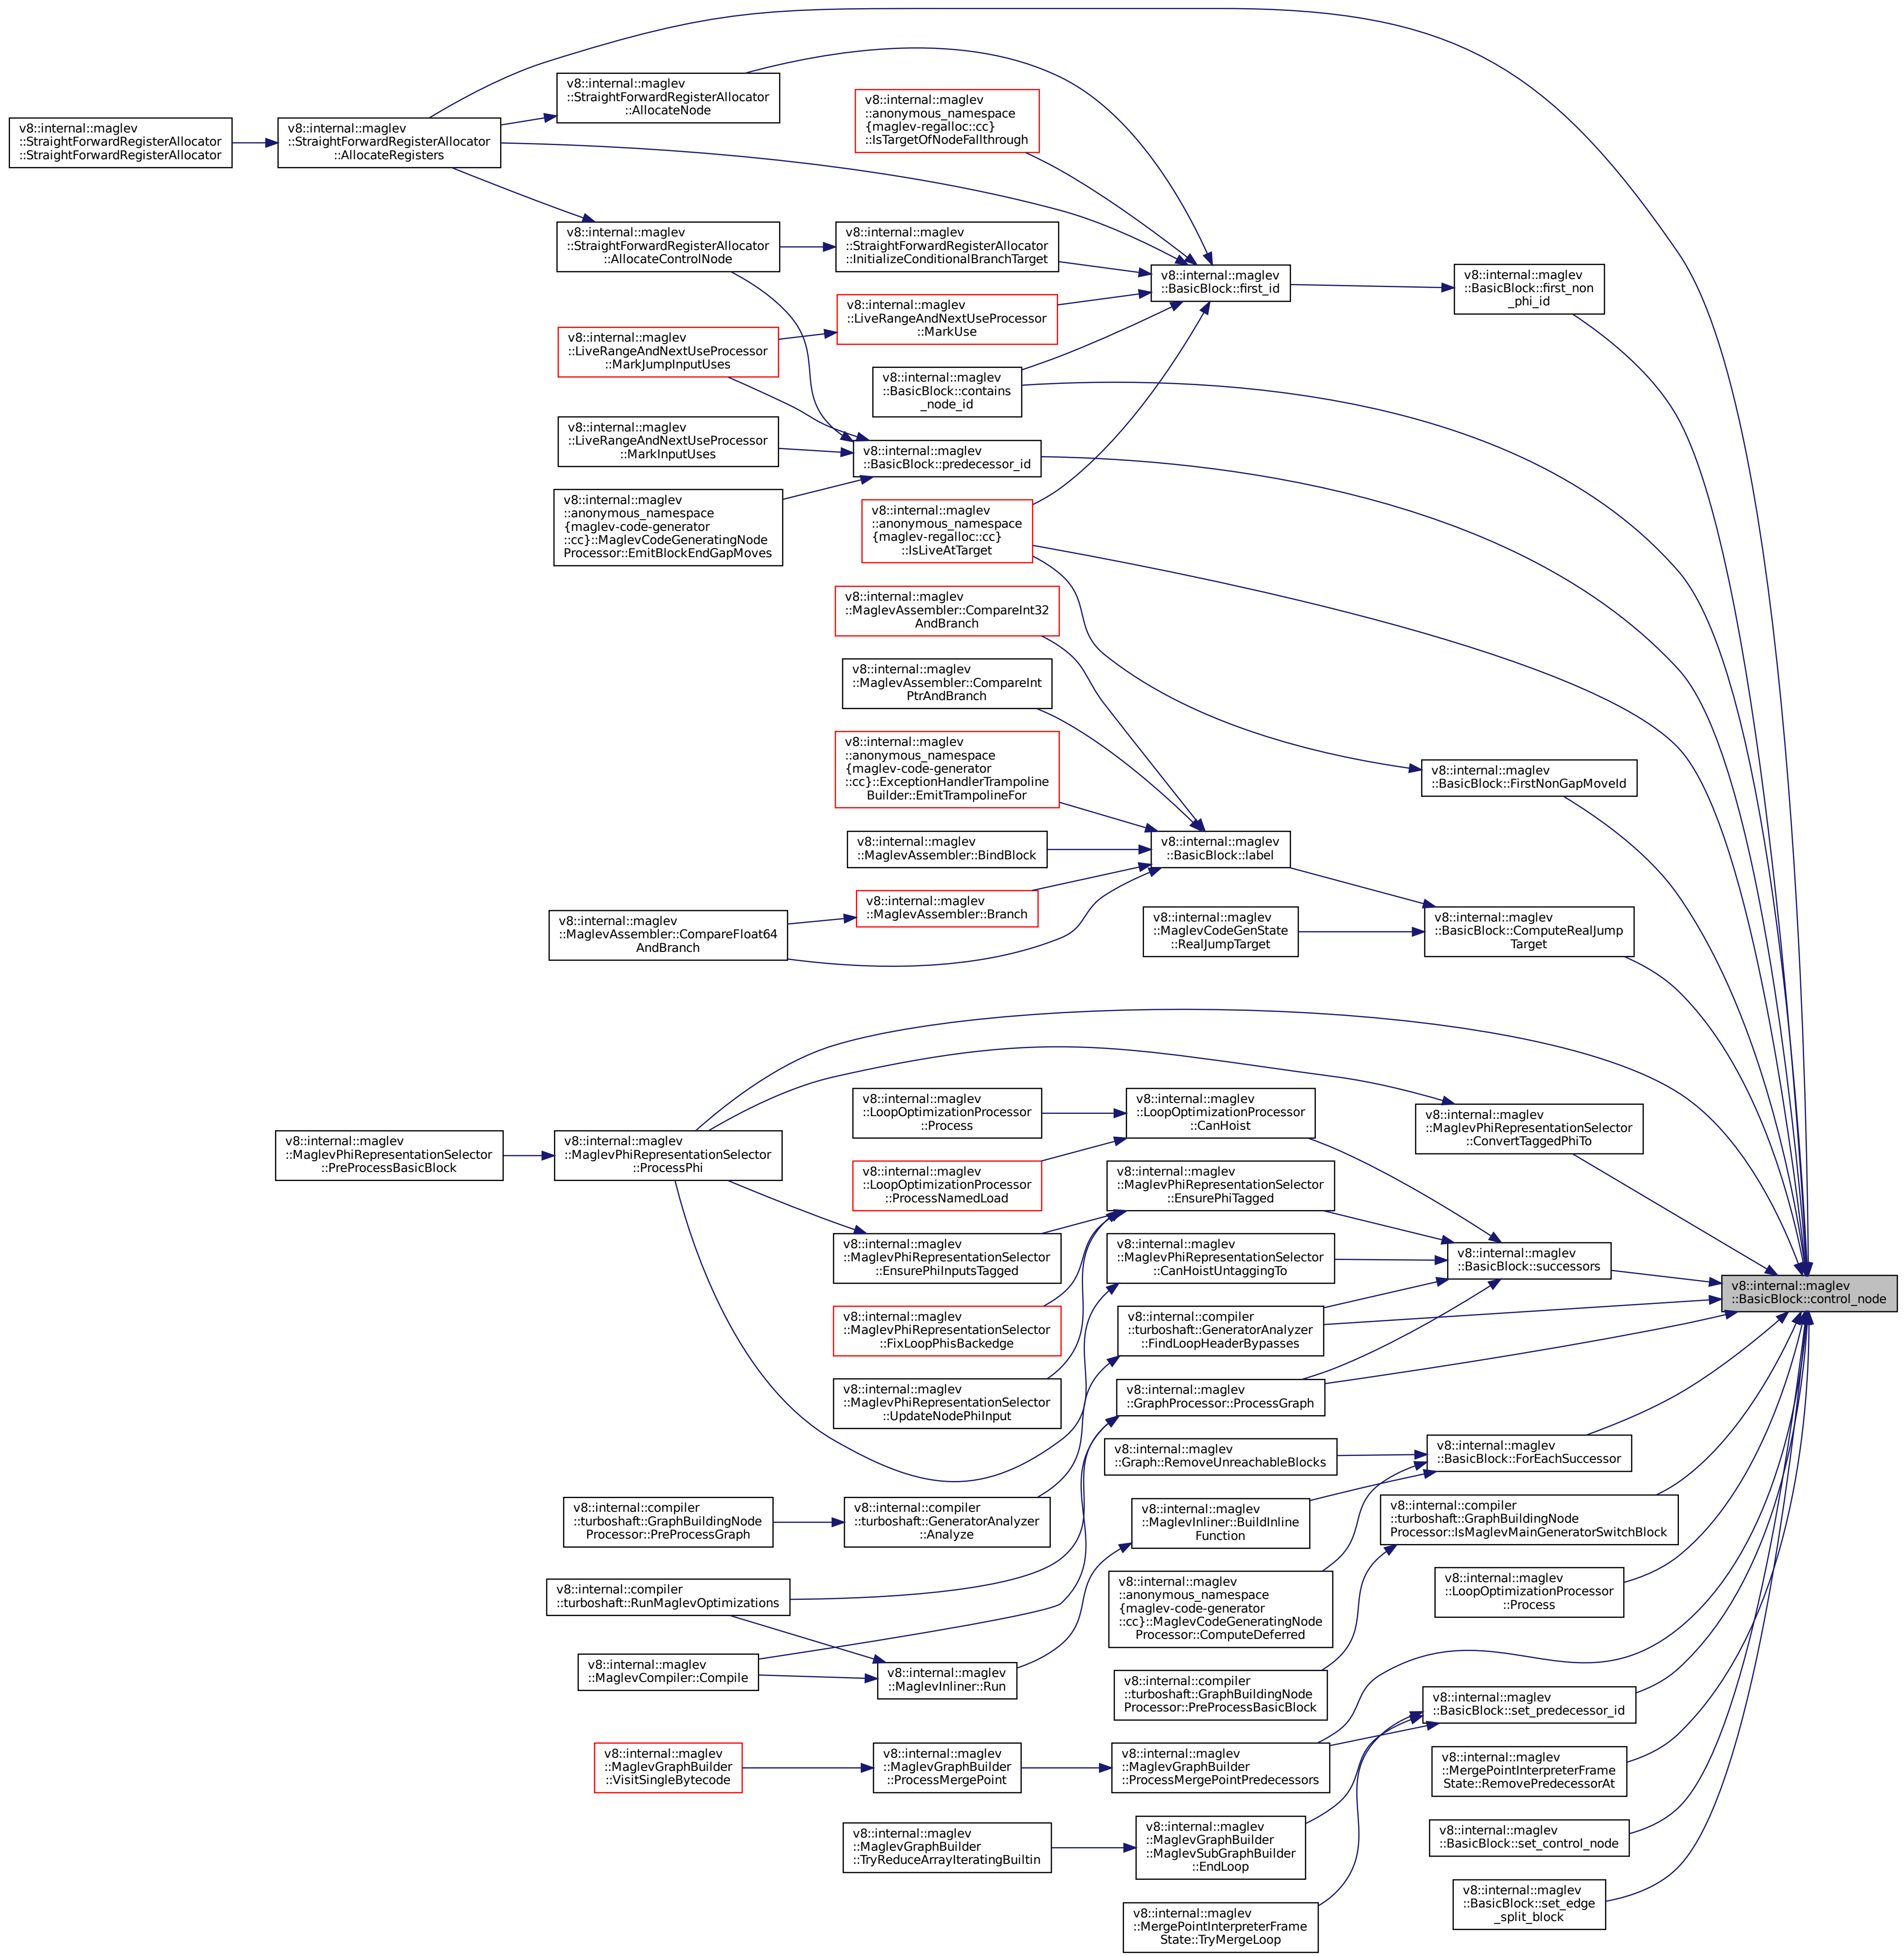 v8::internal::maglev
::StraightForwardRegisterAllocator
::StraightForwardRegisterAllocator
v8::internal::maglev
::StraightForwardRegisterAllocator
::AllocateRegisters
v8::internal::maglev
::StraightForwardRegisterAllocator
::AllocateNode
v8::internal::maglev
::anonymous_namespace
{maglev-regalloc::cc}
::IsTargetOfNodeFallthrough
v8::internal::maglev
::StraightForwardRegisterAllocator
::AllocateControlNode
v8::internal::maglev
::StraightForwardRegisterAllocator
::InitializeConditionalBranchTarget
v8::internal::maglev
::BasicBlock::first_id
v8::internal::maglev
::BasicBlock::first_non
_phi_id
v8::internal::maglev
::LiveRangeAndNextUseProcessor
::MarkUse
v8::internal::maglev
::LiveRangeAndNextUseProcessor
::MarkJumpInputUses
v8::internal::maglev
::BasicBlock::contains
_node_id
v8::internal::maglev
::LiveRangeAndNextUseProcessor
::MarkInputUses
v8::internal::maglev
::BasicBlock::predecessor_id
v8::internal::maglev
::anonymous_namespace
{maglev-code-generator
::cc}::MaglevCodeGeneratingNode
Processor::EmitBlockEndGapMoves
v8::internal::maglev
::anonymous_namespace
{maglev-regalloc::cc}
::IsLiveAtTarget
v8::internal::maglev
::MaglevAssembler::CompareInt32
AndBranch
v8::internal::maglev
::MaglevAssembler::CompareInt
PtrAndBranch
v8::internal::maglev
::anonymous_namespace
{maglev-code-generator
::cc}::ExceptionHandlerTrampoline
Builder::EmitTrampolineFor
v8::internal::maglev
::BasicBlock::FirstNonGapMoveId
v8::internal::maglev
::MaglevAssembler::BindBlock
v8::internal::maglev
::BasicBlock::label
v8::internal::maglev
::MaglevAssembler::Branch
v8::internal::maglev
::MaglevAssembler::CompareFloat64
AndBranch
v8::internal::maglev
::MaglevCodeGenState
::RealJumpTarget
v8::internal::maglev
::BasicBlock::ComputeRealJump
Target
v8::internal::maglev
::MaglevPhiRepresentationSelector
::PreProcessBasicBlock
v8::internal::maglev
::MaglevPhiRepresentationSelector
::ProcessPhi
v8::internal::maglev
::LoopOptimizationProcessor
::Process
v8::internal::maglev
::LoopOptimizationProcessor
::CanHoist
v8::internal::maglev
::MaglevPhiRepresentationSelector
::ConvertTaggedPhiTo
v8::internal::maglev
::LoopOptimizationProcessor
::ProcessNamedLoad
v8::internal::maglev
::MaglevPhiRepresentationSelector
::EnsurePhiTagged
v8::internal::maglev
::MaglevPhiRepresentationSelector
::EnsurePhiInputsTagged
v8::internal::maglev
::MaglevPhiRepresentationSelector
::CanHoistUntaggingTo
v8::internal::maglev
::BasicBlock::successors
v8::internal::maglev
::BasicBlock::control_node
v8::internal::maglev
::MaglevPhiRepresentationSelector
::FixLoopPhisBackedge
v8::internal::compiler
::turboshaft::GeneratorAnalyzer
::FindLoopHeaderBypasses
v8::internal::maglev
::MaglevPhiRepresentationSelector
::UpdateNodePhiInput
v8::internal::maglev
::GraphProcessor::ProcessGraph
v8::internal::maglev
::Graph::RemoveUnreachableBlocks
v8::internal::maglev
::BasicBlock::ForEachSuccessor
v8::internal::compiler
::turboshaft::GraphBuildingNode
Processor::PreProcessGraph
v8::internal::compiler
::turboshaft::GeneratorAnalyzer
::Analyze
v8::internal::maglev
::MaglevInliner::BuildInline
Function
v8::internal::compiler
::turboshaft::GraphBuildingNode
Processor::IsMaglevMainGeneratorSwitchBlock
v8::internal::compiler
::turboshaft::RunMaglevOptimizations
v8::internal::maglev
::anonymous_namespace
{maglev-code-generator
::cc}::MaglevCodeGeneratingNode
Processor::ComputeDeferred
v8::internal::maglev
::LoopOptimizationProcessor
::Process
v8::internal::maglev
::MaglevCompiler::Compile
v8::internal::maglev
::MaglevInliner::Run
v8::internal::compiler
::turboshaft::GraphBuildingNode
Processor::PreProcessBasicBlock
v8::internal::maglev
::BasicBlock::set_predecessor_id
v8::internal::maglev
::MaglevGraphBuilder
::VisitSingleBytecode
v8::internal::maglev
::MaglevGraphBuilder
::ProcessMergePoint
v8::internal::maglev
::MaglevGraphBuilder
::ProcessMergePointPredecessors
v8::internal::maglev
::MergePointInterpreterFrame
State::RemovePredecessorAt
v8::internal::maglev
::MaglevGraphBuilder
::TryReduceArrayIteratingBuiltin
v8::internal::maglev
::MaglevGraphBuilder
::MaglevSubGraphBuilder
::EndLoop
v8::internal::maglev
::BasicBlock::set_control_node
v8::internal::maglev
::MergePointInterpreterFrame
State::TryMergeLoop
v8::internal::maglev
::BasicBlock::set_edge
_split_block